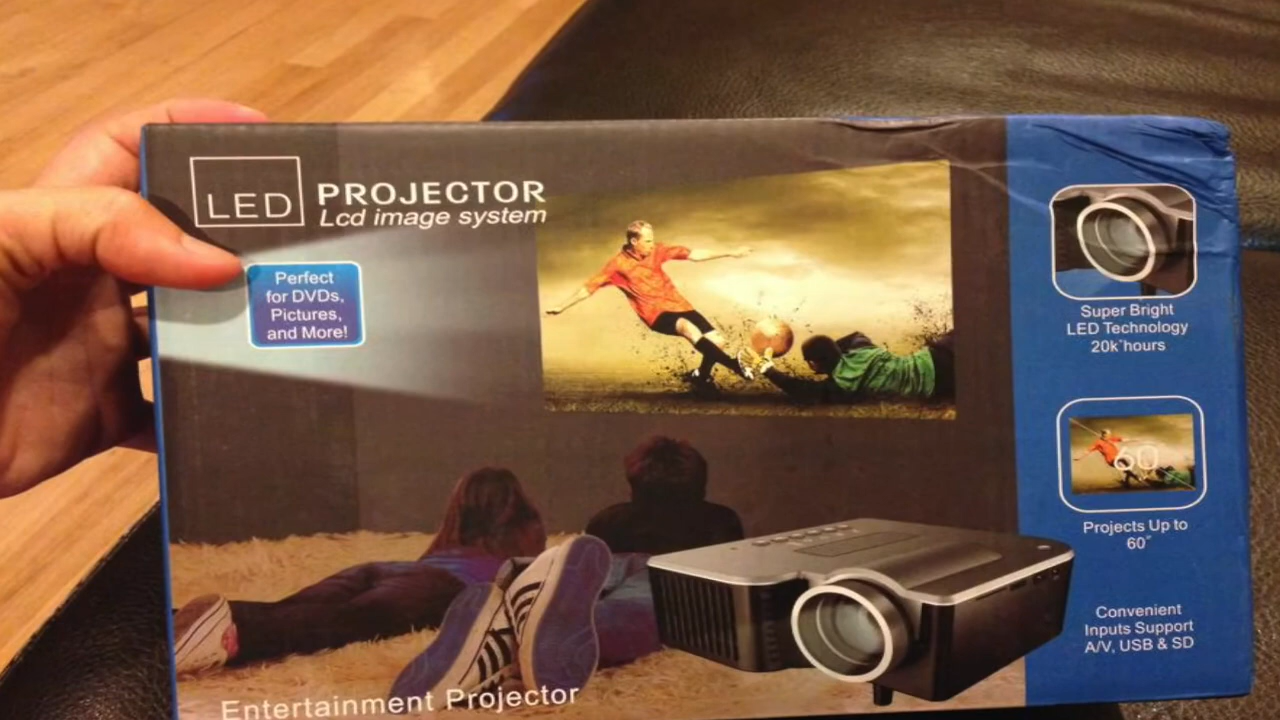 LED
PROJECTOR
Lcd image system
Perfect
for DVDs,
Pictures,
and More!
Super Bright
LED Technology
20k+hours
60
Projects Up to
60"
Convenient
Inputs Support
A/V, USB & SD
Entertainment Projector